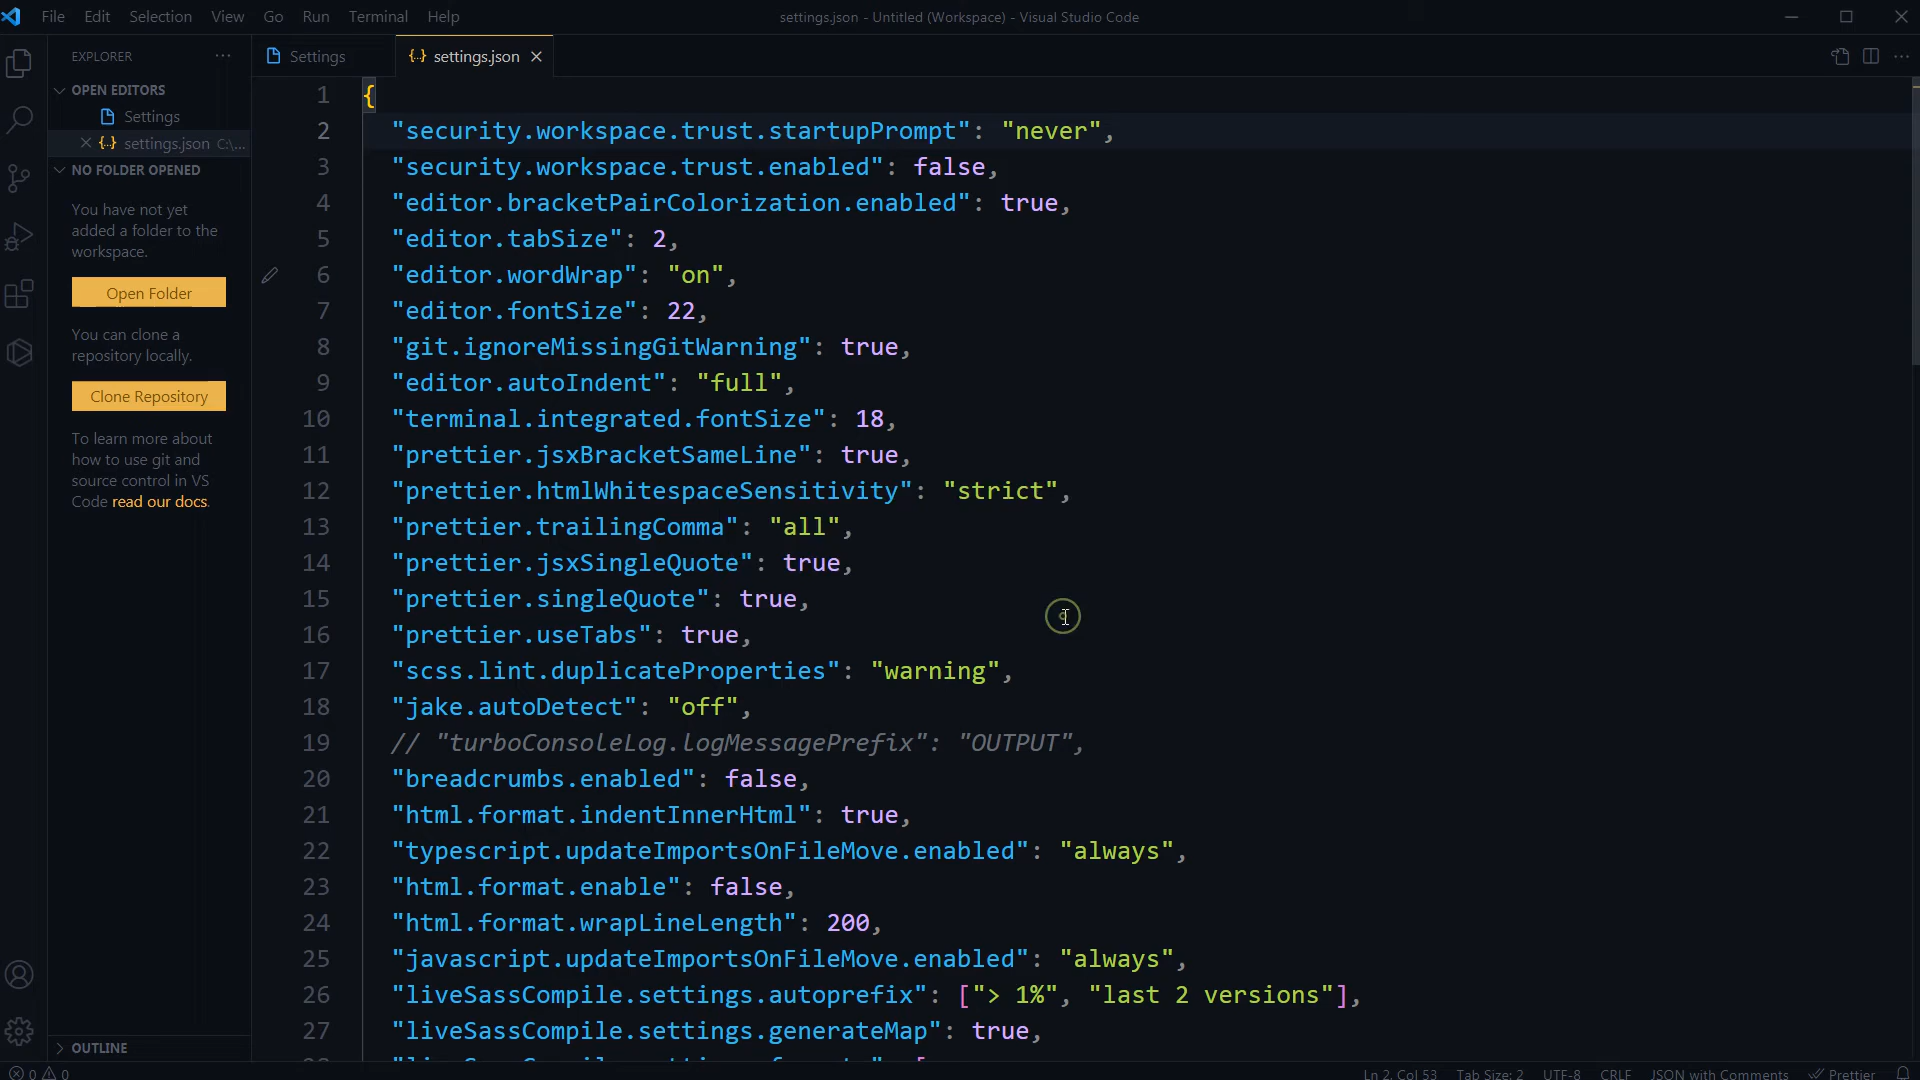 File Edit Selection View Go Run Terminal Help
settings.json - Untitled (Workspace) - Visual Studio Code
EXPLORER ···
Settings
{..} settings.json
OPEN EDITORS
Settings
{..} settings.json C:\...
NO FOLDER OPENED
You have not yet
added a folder to the
workspace.
Open Folder
You can clone a
repository locally.
Clone Repository
To learn more about
how to use git and
source control in VS
Code read our docs.
OUTLINE
1 {
2 "security.workspace.trust.startupPrompt": "never",
3 "security.workspace.trust.enabled": false,
4 "editor.bracketPairColorization.enabled": true,
5 "editor.tabSize": 2,
6 "editor.wordWrap": "on",
7 "editor.fontSize": 22,
8 "git.ignoreMissingGitWarning": true,
9 "editor.autoIndent": "full",
10 "terminal.integrated.fontSize": 18,
11 "prettier.jsxBracketSameLine": true,
12 "prettier.htmlWhitespaceSensitivity": "strict",
13 "prettier.trailingComma": "all",
14 "prettier.jsxSingleQuote": true,
15 "prettier.singleQuote": true,
16 "prettier.useTabs": true,
17 "scss.lint.duplicateProperties": "warning",
18 "jake.autoDetect": "off",
19 // "turboConsoleLog.logMessagePrefix": "OUTPUT",
20 "breadcrumbs.enabled": false,
21 "html.format.indentInnerHtml": true,
22 "typescript.updateImportsOnFileMove.enabled": "always",
23 "html.format.enable": false,
24 "html.format.wrapLineLength": 200,
25 "javascript.updateImportsOnFileMove.enabled": "always",
26 "liveSassCompile.settings.autoprefix": ["> 1%", "last 2 versions"],
27 "liveSassCompile.settings.generateMap": true,
0 0
Ln 2, Col 53 Tab Size: 2 UTF-8 CRLF JSON with Comments Prettier